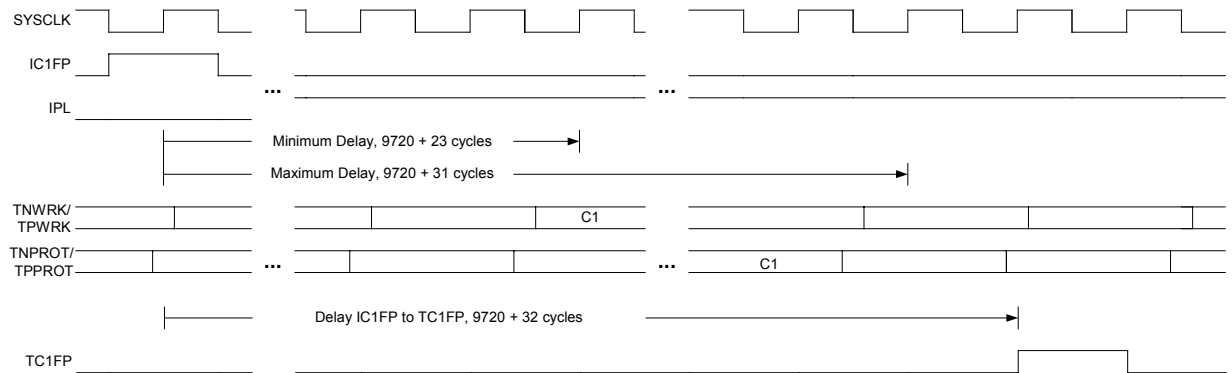 SYSCLK
IC1FP
... ...
IPL
Minimum Delay, 9720 + 23 cycles
Maximum Delay, 9720 + 31 cycles
TNWRK/
TPWRK
C1
TNPROT/
TPPROT
... ...
C1
Delay IC1FP to TC1FP, 9720 + 32 cycles
TC1FP